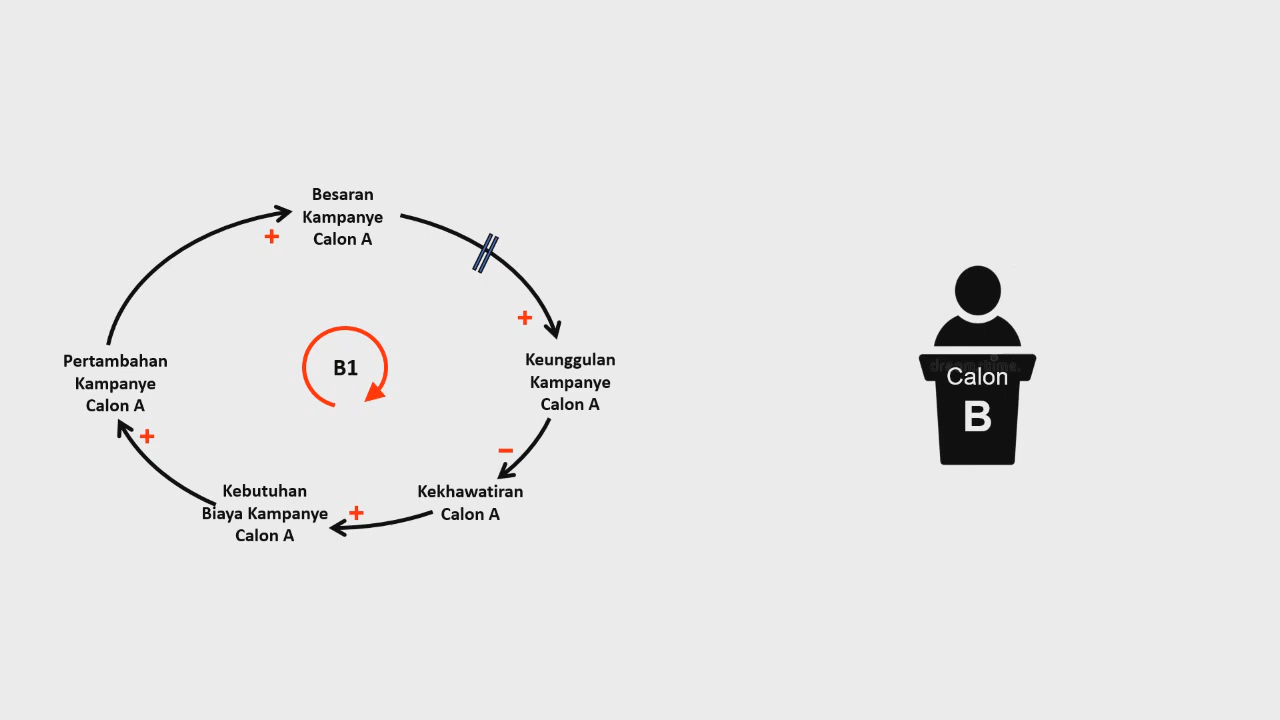 Besaran
Kampanye
Calon A
+
+
Keunggulan
Kampanye
Calon A
B1
Pertambahan
Kampanye
Calon A
+
−
Kekhawatiran
Calon A
+
Kebutuhan
Biaya Kampanye
Calon A
Calon
B